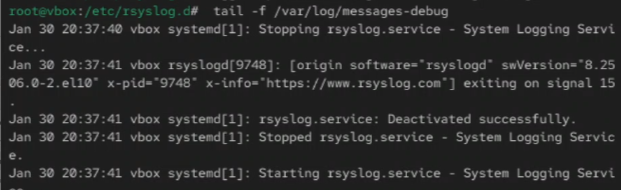 root@vbox:/etc/rsyslog.d#  tail -f /var/log/messages-debug
Jan 30 20:37:40 vbox systemd[1]: Stopping rsyslog.service - System Logging Servi
ce...
Jan 30 20:37:41 vbox rsyslogd[9748]: [origin software="rsyslogd" swVersion="8.25
06.0-2.el10" x-pid="9748" x-info="https://www.rsyslog.com"] exiting on signal 15
.
Jan 30 20:37:41 vbox systemd[1]: rsyslog.service: Deactivated successfully.
Jan 30 20:37:41 vbox systemd[1]: Stopped rsyslog.service - System Logging Servic
e.
Jan 30 20:37:41 vbox systemd[1]: Starting rsyslog.service - System Logging Servi